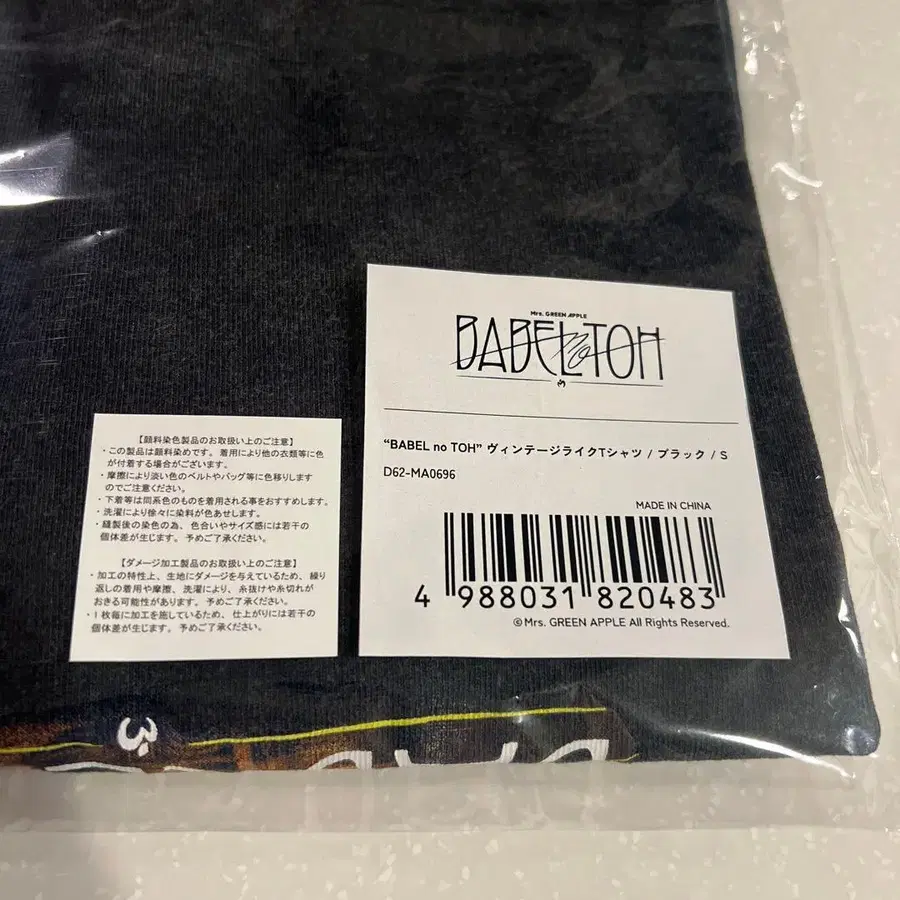 【顔料染色製品のお取扱い上のご注意】
・この製品は顔料染めです。着用により他の衣類等に色
が付着する場合がございます。
・摩擦により淡い色のベルトやバッグ等に色移りします
のでご注意ください。
・下着等は同系色のものを着用される事をおすすめします。
・洗濯により徐々に染料が色あせします。
・縫製後の染色の為、色合いやサイズ感には若干の
個体差が生じます。予めご了承ください。
【ダメージ加工製品のお取扱い上のご注意】
・加工の特性上、生地にダメージを与えているため、繰り
返しの着用や摩擦、洗濯により、糸抜けや糸切れが
おきる可能性があります。予めご了承ください。
・1枚毎に加工を施しているため、仕上がりには若干の
個体差が生じます。予めご了承ください。
Mrs. GREEN APPLE
BABEL no TOH
“BABEL no TOH” ヴィンテージライクTシャツ / ブラック / S
D62-MA0696
MADE IN CHINA
4 988031 820483
©Mrs. GREEN APPLE All Rights Reserved.